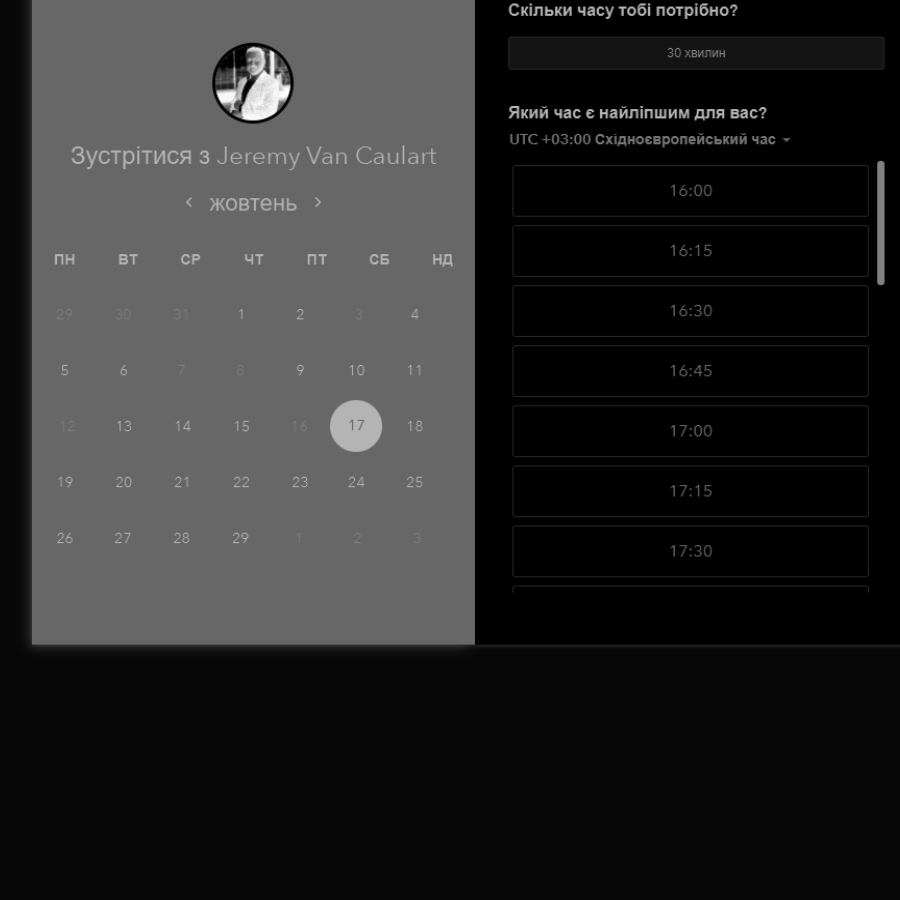 Зустрітися з Jeremy Van Caulart
жовтень
ПН ВТ СР ЧТ ПТ СБ НД
29 30 31 1 2 3 4
5 6 7 8 9 10 11
12 13 14 15 16 17 18
19 20 21 22 23 24 25
26 27 28 29 1 2 3
Скільки часу тобі потрібно?
30 хвилин
Який час є найліпшим для вас?
UTC +03:00 Східноєвропейський час
16:00
16:15
16:30
16:45
17:00
17:15
17:30